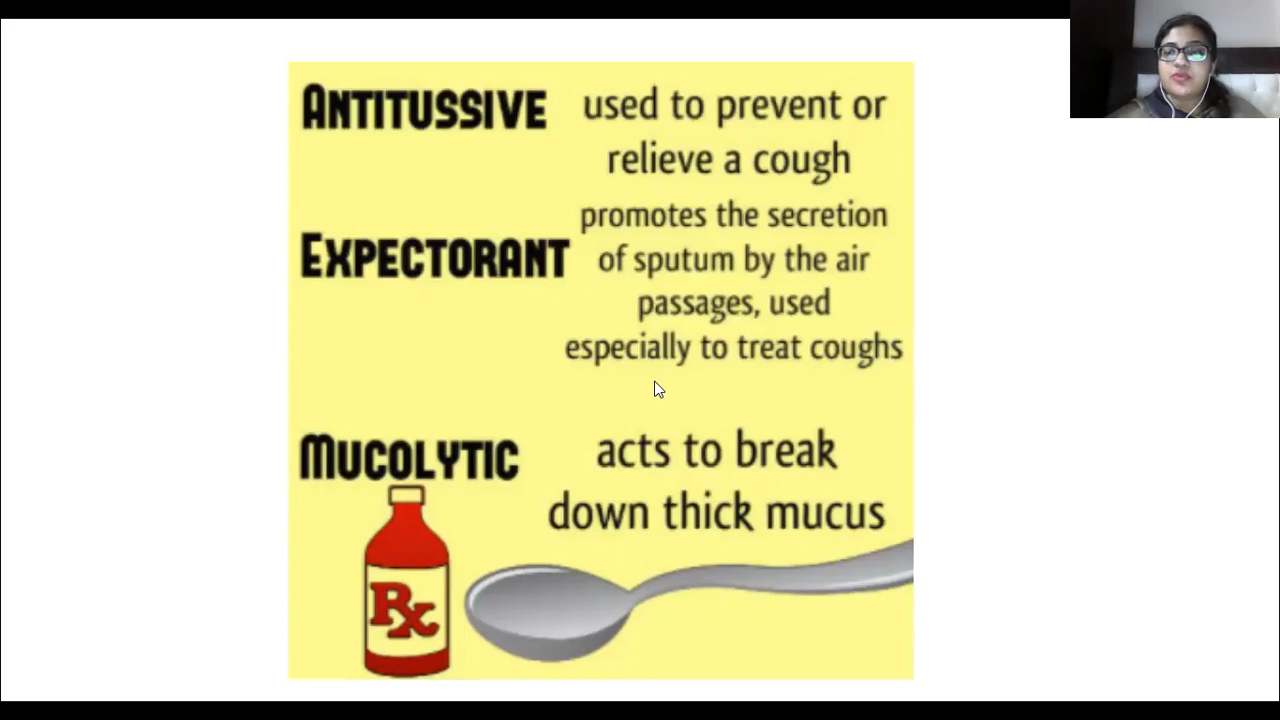 ANTITUSSIVE used to prevent or
relieve a cough
EXPECTORANT promotes the secretion
of sputum by the air
passages, used
especially to treat coughs
MUCOLYTIC acts to break
down thick mucus
Rx